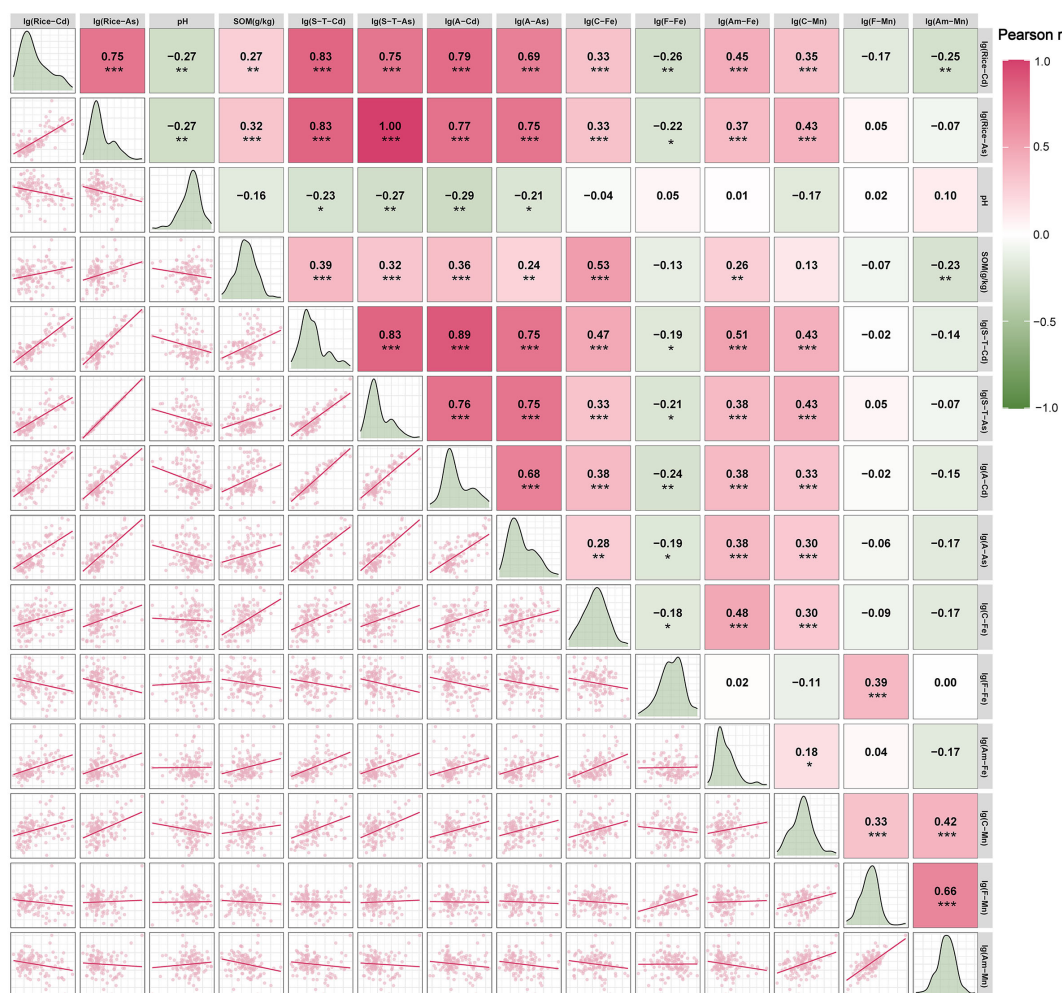 lg(Rice−Cd) lg(Rice−As) pH SOM(g/kg) lg(S−T−Cd) lg(S−T−As) lg(A−Cd) lg(A−As) lg(C−Fe) lg(F−Fe) lg(Am−Fe) lg(C−Mn) lg(F−Mn) lg(Am−Mn)
Pearson r
0.75 −0.27 0.27 0.83 0.75 0.79 0.69 0.33 −0.26 0.45 0.35 −0.17 −0.25
*** ** ** *** *** *** *** *** ** *** *** **
lg(Rice−Cd)
1.0
−0.27 0.32 0.83 1.00 0.77 0.75 0.33 −0.22 0.37 0.43 0.05 −0.07
** *** *** *** *** *** *** * *** ***
lg(Rice−As)
0.5
−0.16 −0.23 −0.27 −0.29 −0.21 −0.04 0.05 0.01 −0.17 0.02 0.10
* ** ** *
pH
0.0
0.39 0.32 0.36 0.24 0.53 −0.13 0.26 0.13 −0.07 −0.23
*** *** *** ** *** ** **
SOM(g/kg)
−0.5
0.83 0.89 0.75 0.47 −0.19 0.51 0.43 −0.02 −0.14
*** *** *** *** * *** ***
lg(S−T−Cd)
−1.0
0.76 0.75 0.33 −0.21 0.38 0.43 0.05 −0.07
*** *** *** * *** ***
lg(S−T−As)
0.68 0.38 −0.24 0.38 0.33 −0.02 −0.15
*** *** ** *** ***
lg(A−Cd)
0.28 −0.19 0.38 0.30 −0.06 −0.17
** * *** ***
lg(A−As)
−0.18 0.48 0.30 −0.09 −0.17
* *** ***
lg(C−Fe)
0.02 −0.11 0.39 0.00
***
lg(F−Fe)
0.18 0.04 −0.17
*
lg(Am−Fe)
0.33 0.42
*** ***
lg(C−Mn)
0.66
***
lg(F−Mn)
lg(Am−Mn)